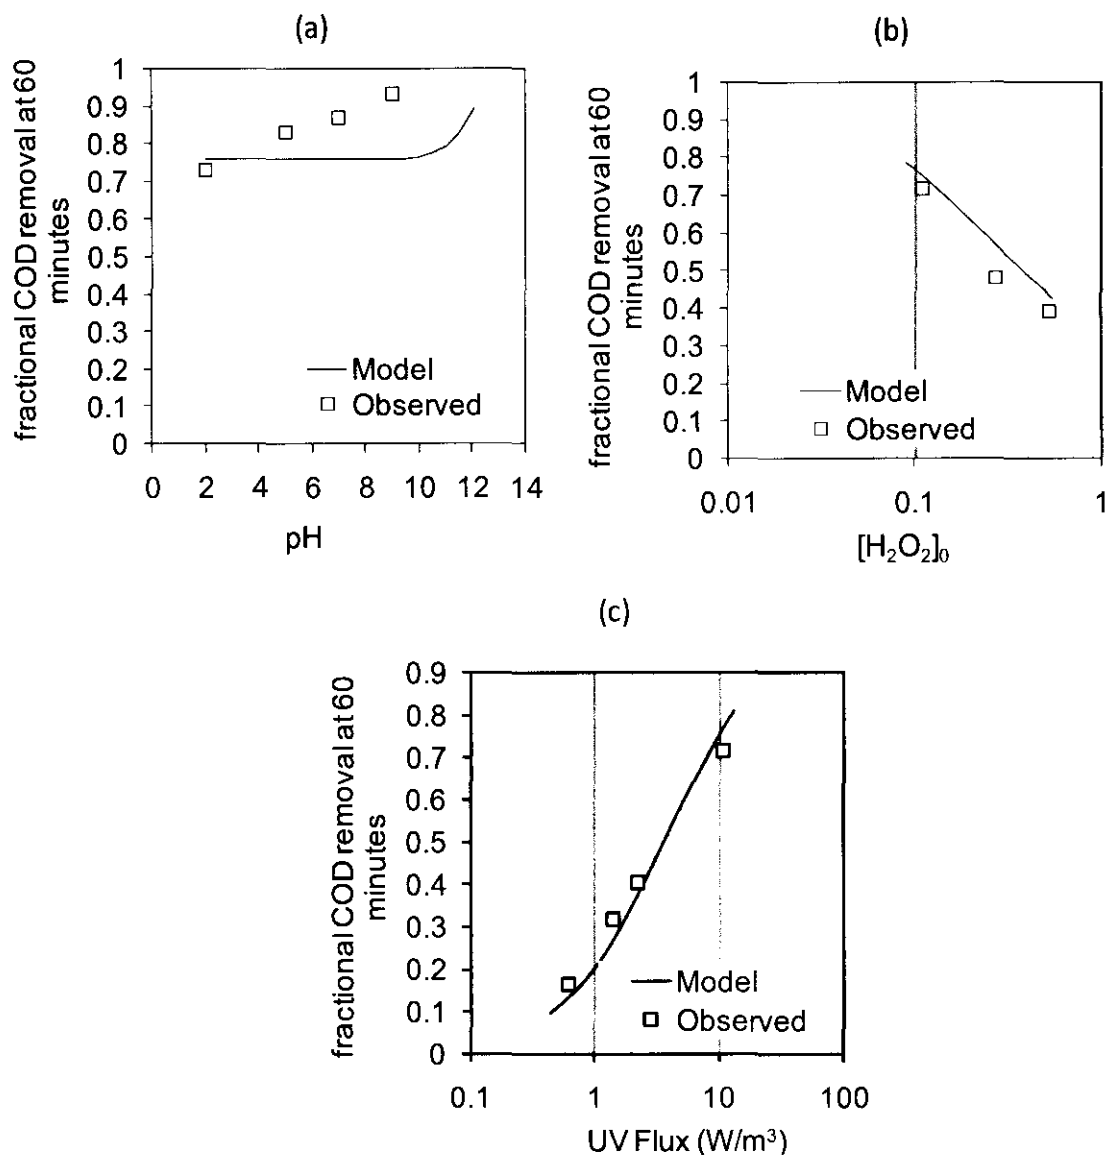 (a)
fractional COD removal at 60
minutes
1
0.9
0.8
0.7
0.6
0.5
0.4
0.3
0.2
0.1
0
Model
Observed
0 2 4 6 8 10 12 14
pH
(b)
fractional COD removal at 60
minutes
1
0.9
0.8
0.7
0.6
0.5
0.4
0.3
0.2
0.1
0
Model
Observed
0.01 0.1 1
[H₂O₂]₀
(c)
fractional COD removal at 60
minutes
0.9
0.8
0.7
0.6
0.5
0.4
0.3
0.2
0.1
0
Model
Observed
0.1 1 10 100
UV Flux (W/m³)